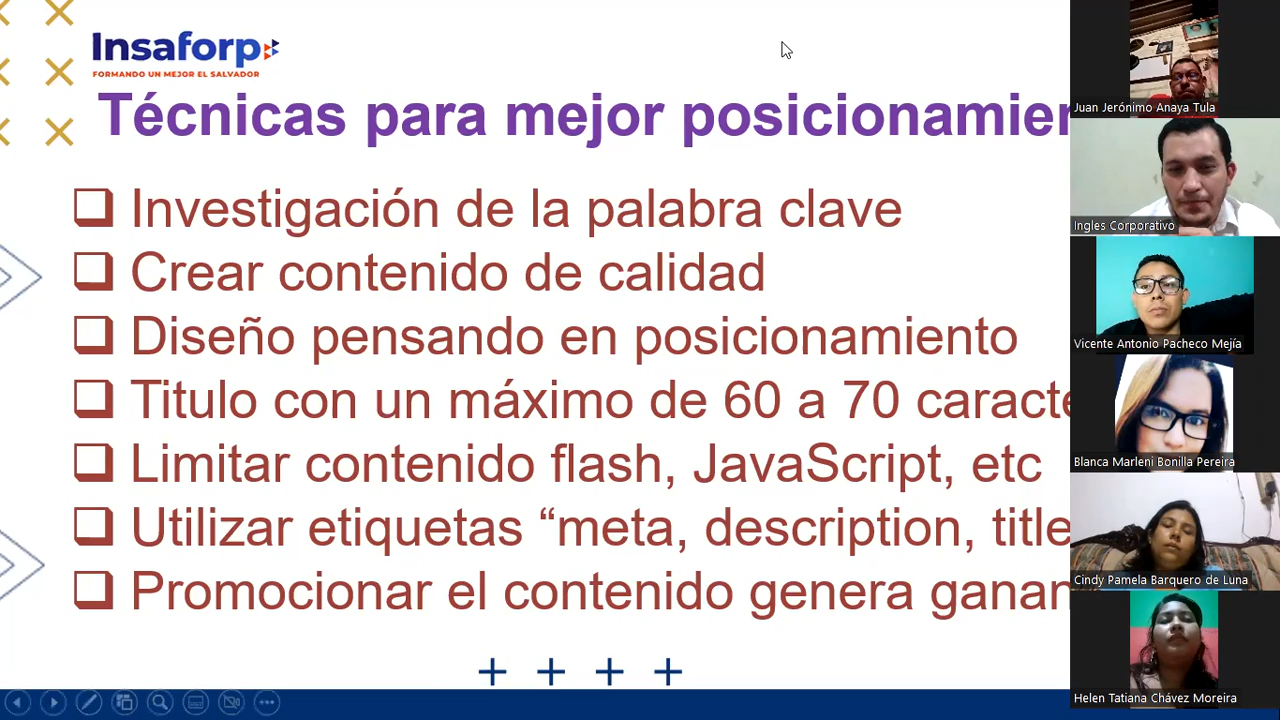 Insaforp
FORMANDO UN MEJOR EL SALVADOR
Técnicas para mejor posicionamien
Investigación de la palabra clave
Crear contenido de calidad
Diseño pensando en posicionamiento
Titulo con un máximo de 60 a 70 caracte
Limitar contenido flash, JavaScript, etc
Utilizar etiquetas “meta, description, title
Promocionar el contenido genera ganan
Juan Jerónimo Anaya Tula
Ingles Corporativo
Vicente Antonio Pacheco Mejía
Blanca Marleni Bonilla Pereira
Cindy Pamela Barquero de Luna
Helen Tatiana Chávez Moreira